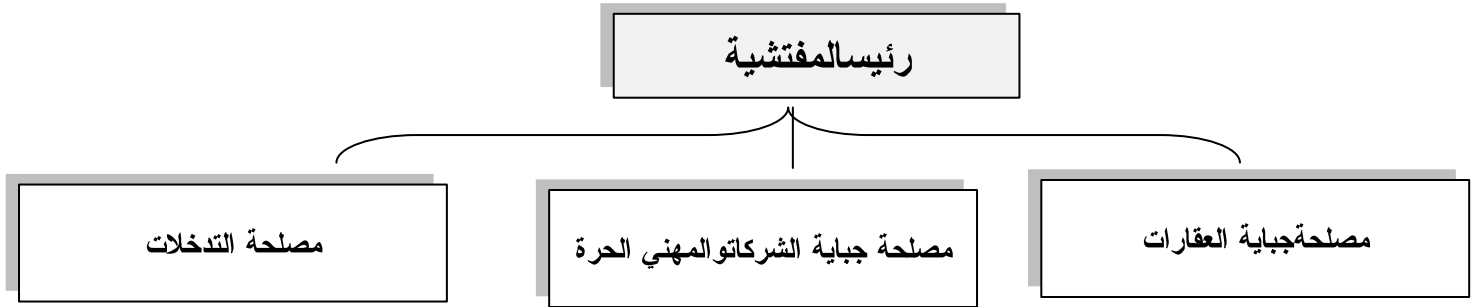 رئيسالمفتشية
مصلحةجباية العقارات
مصلحة جباية الشركاتوالمهني الحرة
مصلحة التدخلات